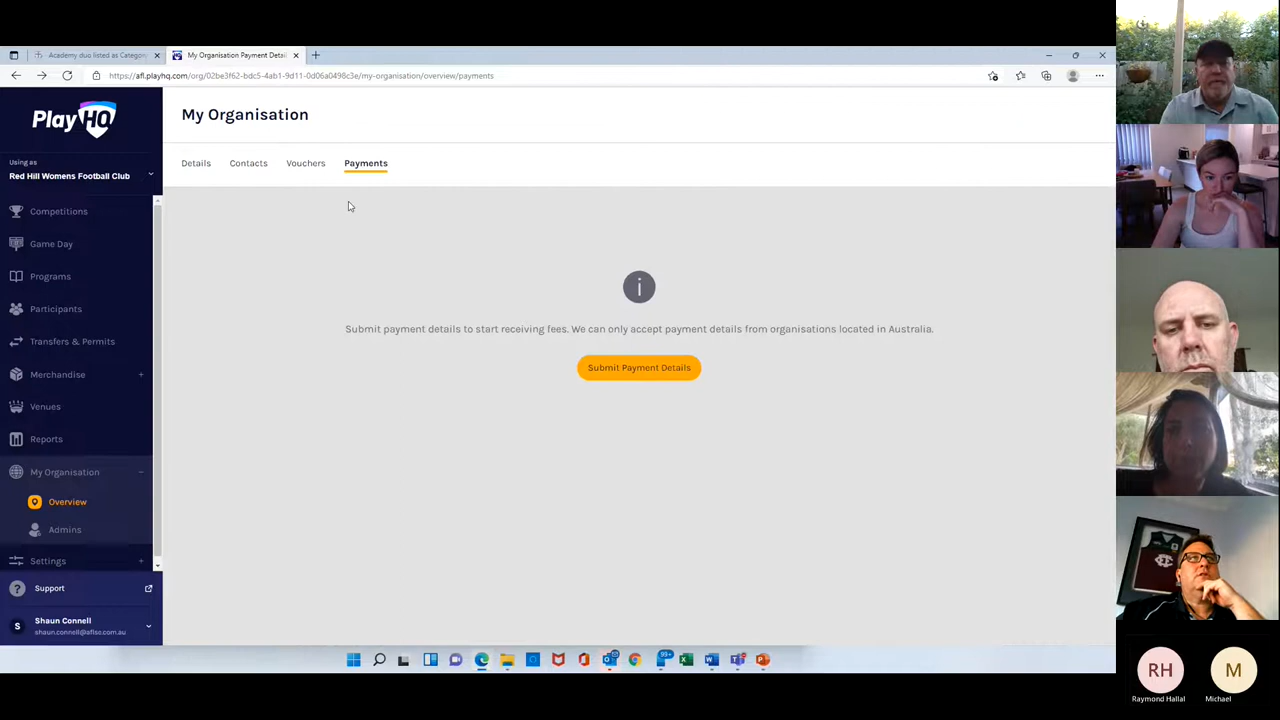 Academy duo listed as Category
My Organisation Payment Detai
https://afl.playhq.com/org/02be3f62-bdc5-4ab1-9d11-0d06a0498c3e/my-organisation/overview/payments
PlayHQ
Using as
Red Hill Womens Football Club
Competitions
Game Day
Programs
Participants
Transfers & Permits
Merchandise
Venues
Reports
My Organisation
Overview
Admins
Settings
Support
S
Shaun Connell
shaun.connell@aflsc.com.au
My Organisation
Details Contacts Vouchers Payments
i
Submit payment details to start receiving fees. We can only accept payment details from organisations located in Australia.
Submit Payment Details
99+
RH
Raymond Hallal
M
Michael